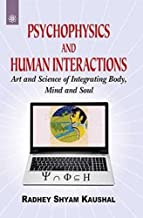 PSYCHOPHYSICS
AND
HUMAN INTERACTIONS
Art and Science of Integrating Body,
Mind and Soul
Ψ∩Φ⊆H
RADHEY SHYAM KAUSHAL